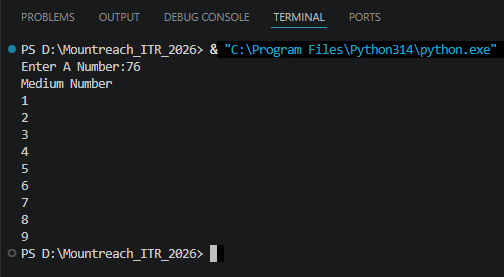 PROBLEMS OUTPUT DEBUG CONSOLE TERMINAL PORTS
PS D:\Mountreach_ITR_2026> & "C:\Program Files\Python314\python.exe"
Enter A Number:76
Medium Number
1
2
3
4
5
6
7
8
9
PS D:\Mountreach_ITR_2026>